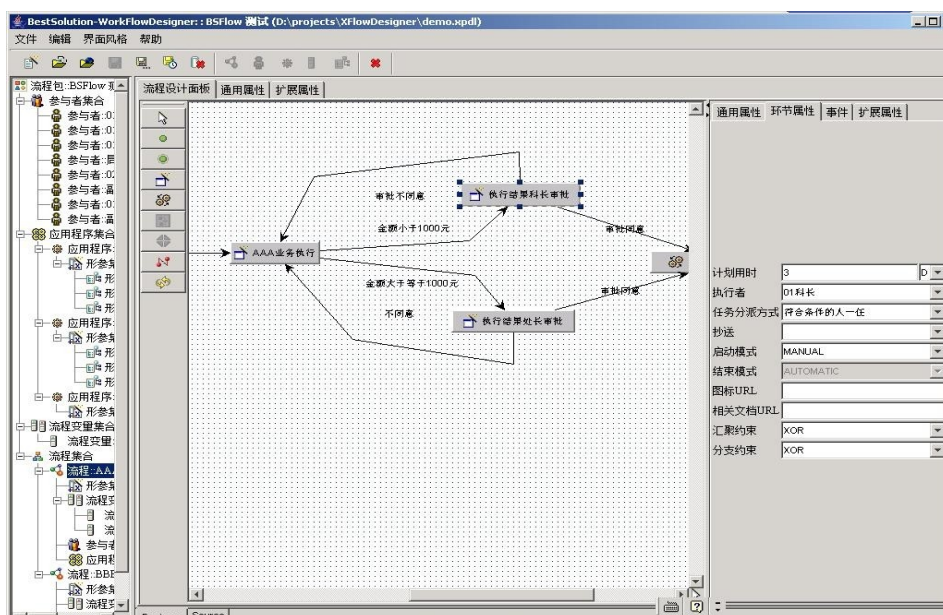 BestSolution-WorkFlowDesigner::BSFlow 测试 (D:\projects\XFlowDesigner\demo.xpdl)
文件 编辑 界面风格 帮助
流程包::BSFlow
参与者集合
参与者::01
参与者::01
参与者::01
参与者::
参与者::02
参与者::
参与者::01
参与者::
应用程序集合
应用程序:
形参集
形
形
形
应用程序:
形参集
形
形
形
应用程序:
形参集
流程变量集合
流程变量:
流程集合
流程::AA
形参集
流程变
流
流
参与者
应用程
流程::BBB
形参集
流程变
流程设计面板 通用属性 扩展属性
审批不同意
执行结果科长审批
金额小于1000元
审批同意
AAA业务执行
金额大于等于1000元
审批同意
不同意
执行结果处长审批
Source
通用属性 环节属性 事件 扩展属性
计划用时 3 D
执行者 01科长
任务分派方式 符合条件的人一任
抄送
启动模式 MANUAL
结束模式 AUTOMATIC
图标URL
相关文档URL
汇聚约束 XOR
分支约束 XOR